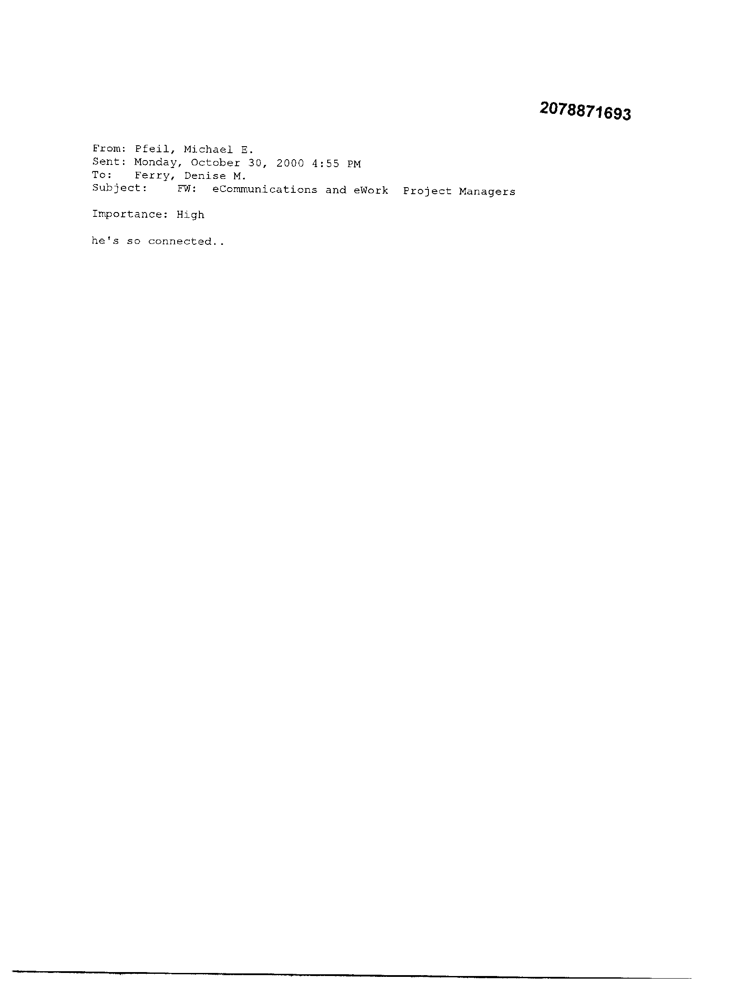 2078871693
From: Pfeil, Michael E.
Sent: Monday, October 30, 2000 4:55 PM
To: Ferry, Denise M.
Subject: FW: eCommunications and eWork Project Managers
Importance: High
he's so connected..